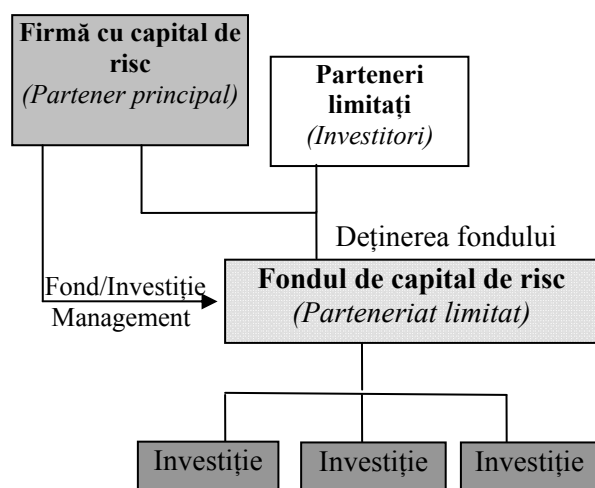 Firmă cu capital de
risc
(Partener principal)
Parteneri
limitați
(Investitori)
Deținerea fondului
Fond/Investiție
Management
Fondul de capital de risc
(Parteneriat limitat)
Investiție
Investiție
Investiție